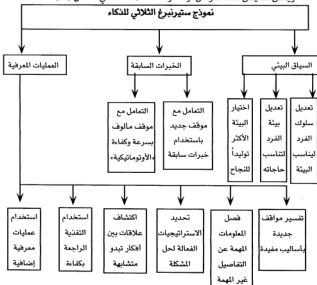 نموذج ستيرنبرغ الثلاثي للذكاء
السياق البيئي
الخبرات السابقة
العمليات المعرفية
تعديل
سلوك
الفرد
ليناسب
البيئة
تعديل
بيئة
الفرد
لتناسب
حاجاته
اختيار
البيئة
الأكثر
توليداً
للنجاح
التعامل مع
موقف جديد
باستخدام
خبرات سابقة
التعامل مع
موقف مألوف
بسرعة وكفاءة
«الأوتوماتيكية»
تفسير مواقف
جديدة
بأساليب مفيدة
فصل
المعلومات
المهمة عن
التفاصيل
غير المهمة
تحديد
الاستراتيجيات
الفعالة لحل
المشكلة
اكتشاف
علاقات بين
أفكار تبدو
متشابهة
استخدام
التغذية
الراجعة
بكفاءة
استخدام
عمليات
معرفية
إضافية